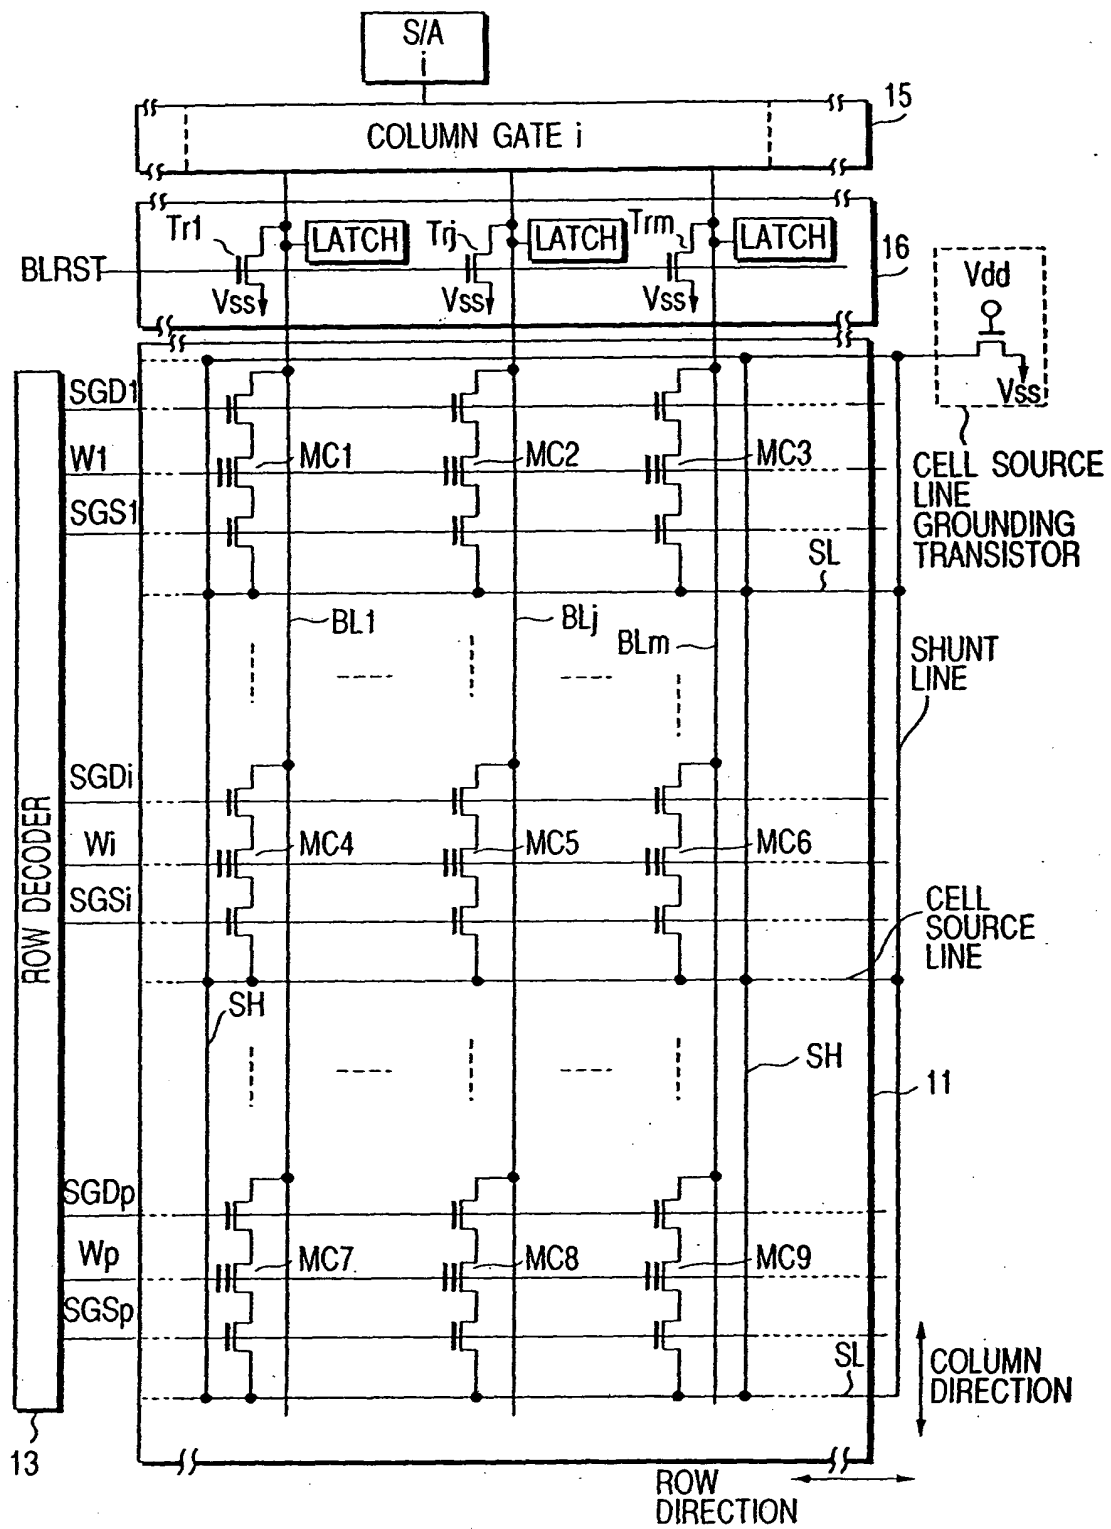 S/A
i
15
COLUMN GATE i
Tr1
LATCH
Trj
LATCH
Trm
LATCH
16
BLRST
Vss
Vss
Vss
Vdd
Vss
SGD1
W1
MC1
MC2
MC3
SGS1
CELL SOURCE
LINE
GROUNDING
TRANSISTOR
SL
BL1
BLj
BLm
SHUNT
LINE
SGDi
Wi
MC4
MC5
MC6
SGSi
ROW DECODER
CELL
SOURCE
LINE
SH
SH
11
SGDp
Wp
MC7
MC8
MC9
SGSp
SL
COLUMN
DIRECTION
13
ROW
DIRECTION